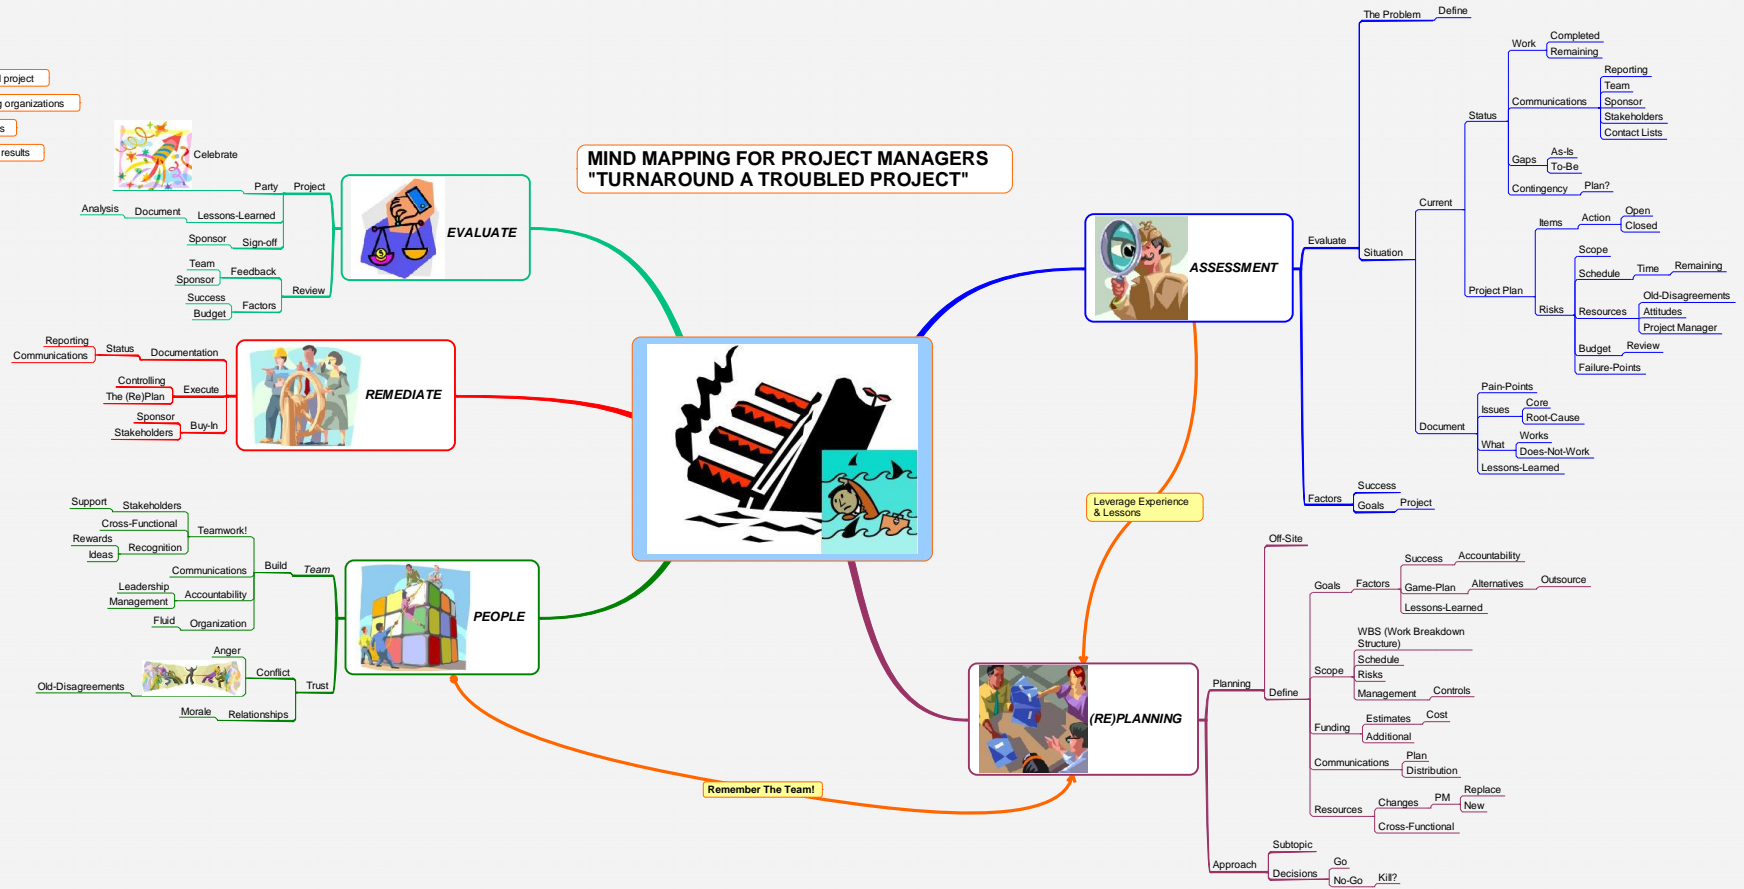 project
organizations
s
results
MIND MAPPING FOR PROJECT MANAGERS
"TURNAROUND A TROUBLED PROJECT"
EVALUATE
Project
Party
Celebrate
Lessons-Learned
Document
Analysis
Sign-off
Sponsor
Review
Feedback
Team
Sponsor
Factors
Success
Budget
REMEDIATE
Documentation
Status
Reporting
Communications
Execute
Controlling
The (Re)Plan
Buy-In
Sponsor
Stakeholders
PEOPLE
Team
Build
Teamwork!
Stakeholders
Support
Cross-Functional
Recognition
Rewards
Ideas
Communications
Accountability
Leadership
Management
Organization
Fluid
Trust
Conflict
Anger
Old-Disagreements
Relationships
Morale
Remember The Team!
ASSESSMENT
Evaluate
The Problem
Define
Situation
Current
Status
Work
Completed
Remaining
Communications
Reporting
Team
Sponsor
Stakeholders
Contact Lists
Gaps
As-Is
To-Be
Contingency
Plan?
Project Plan
Items
Action
Open
Closed
Risks
Scope
Schedule
Time
Remaining
Resources
Old-Disagreements
Attitudes
Project Manager
Budget
Review
Failure-Points
Document
Pain-Points
Issues
Core
Root-Cause
What
Works
Does-Not-Work
Lessons-Learned
Factors
Success
Goals
Project
Leverage Experience
& Lessons
(RE)PLANNING
Planning
Off-Site
Define
Goals
Factors
Success
Accountability
Game-Plan
Alternatives
Outsource
Lessons-Learned
Scope
WBS (Work Breakdown
Structure)
Schedule
Risks
Management
Controls
Funding
Estimates
Cost
Additional
Communications
Plan
Distribution
Resources
Changes
PM
Replace
New
Cross-Functional
Approach
Subtopic
Decisions
Go
No-Go
Kill?